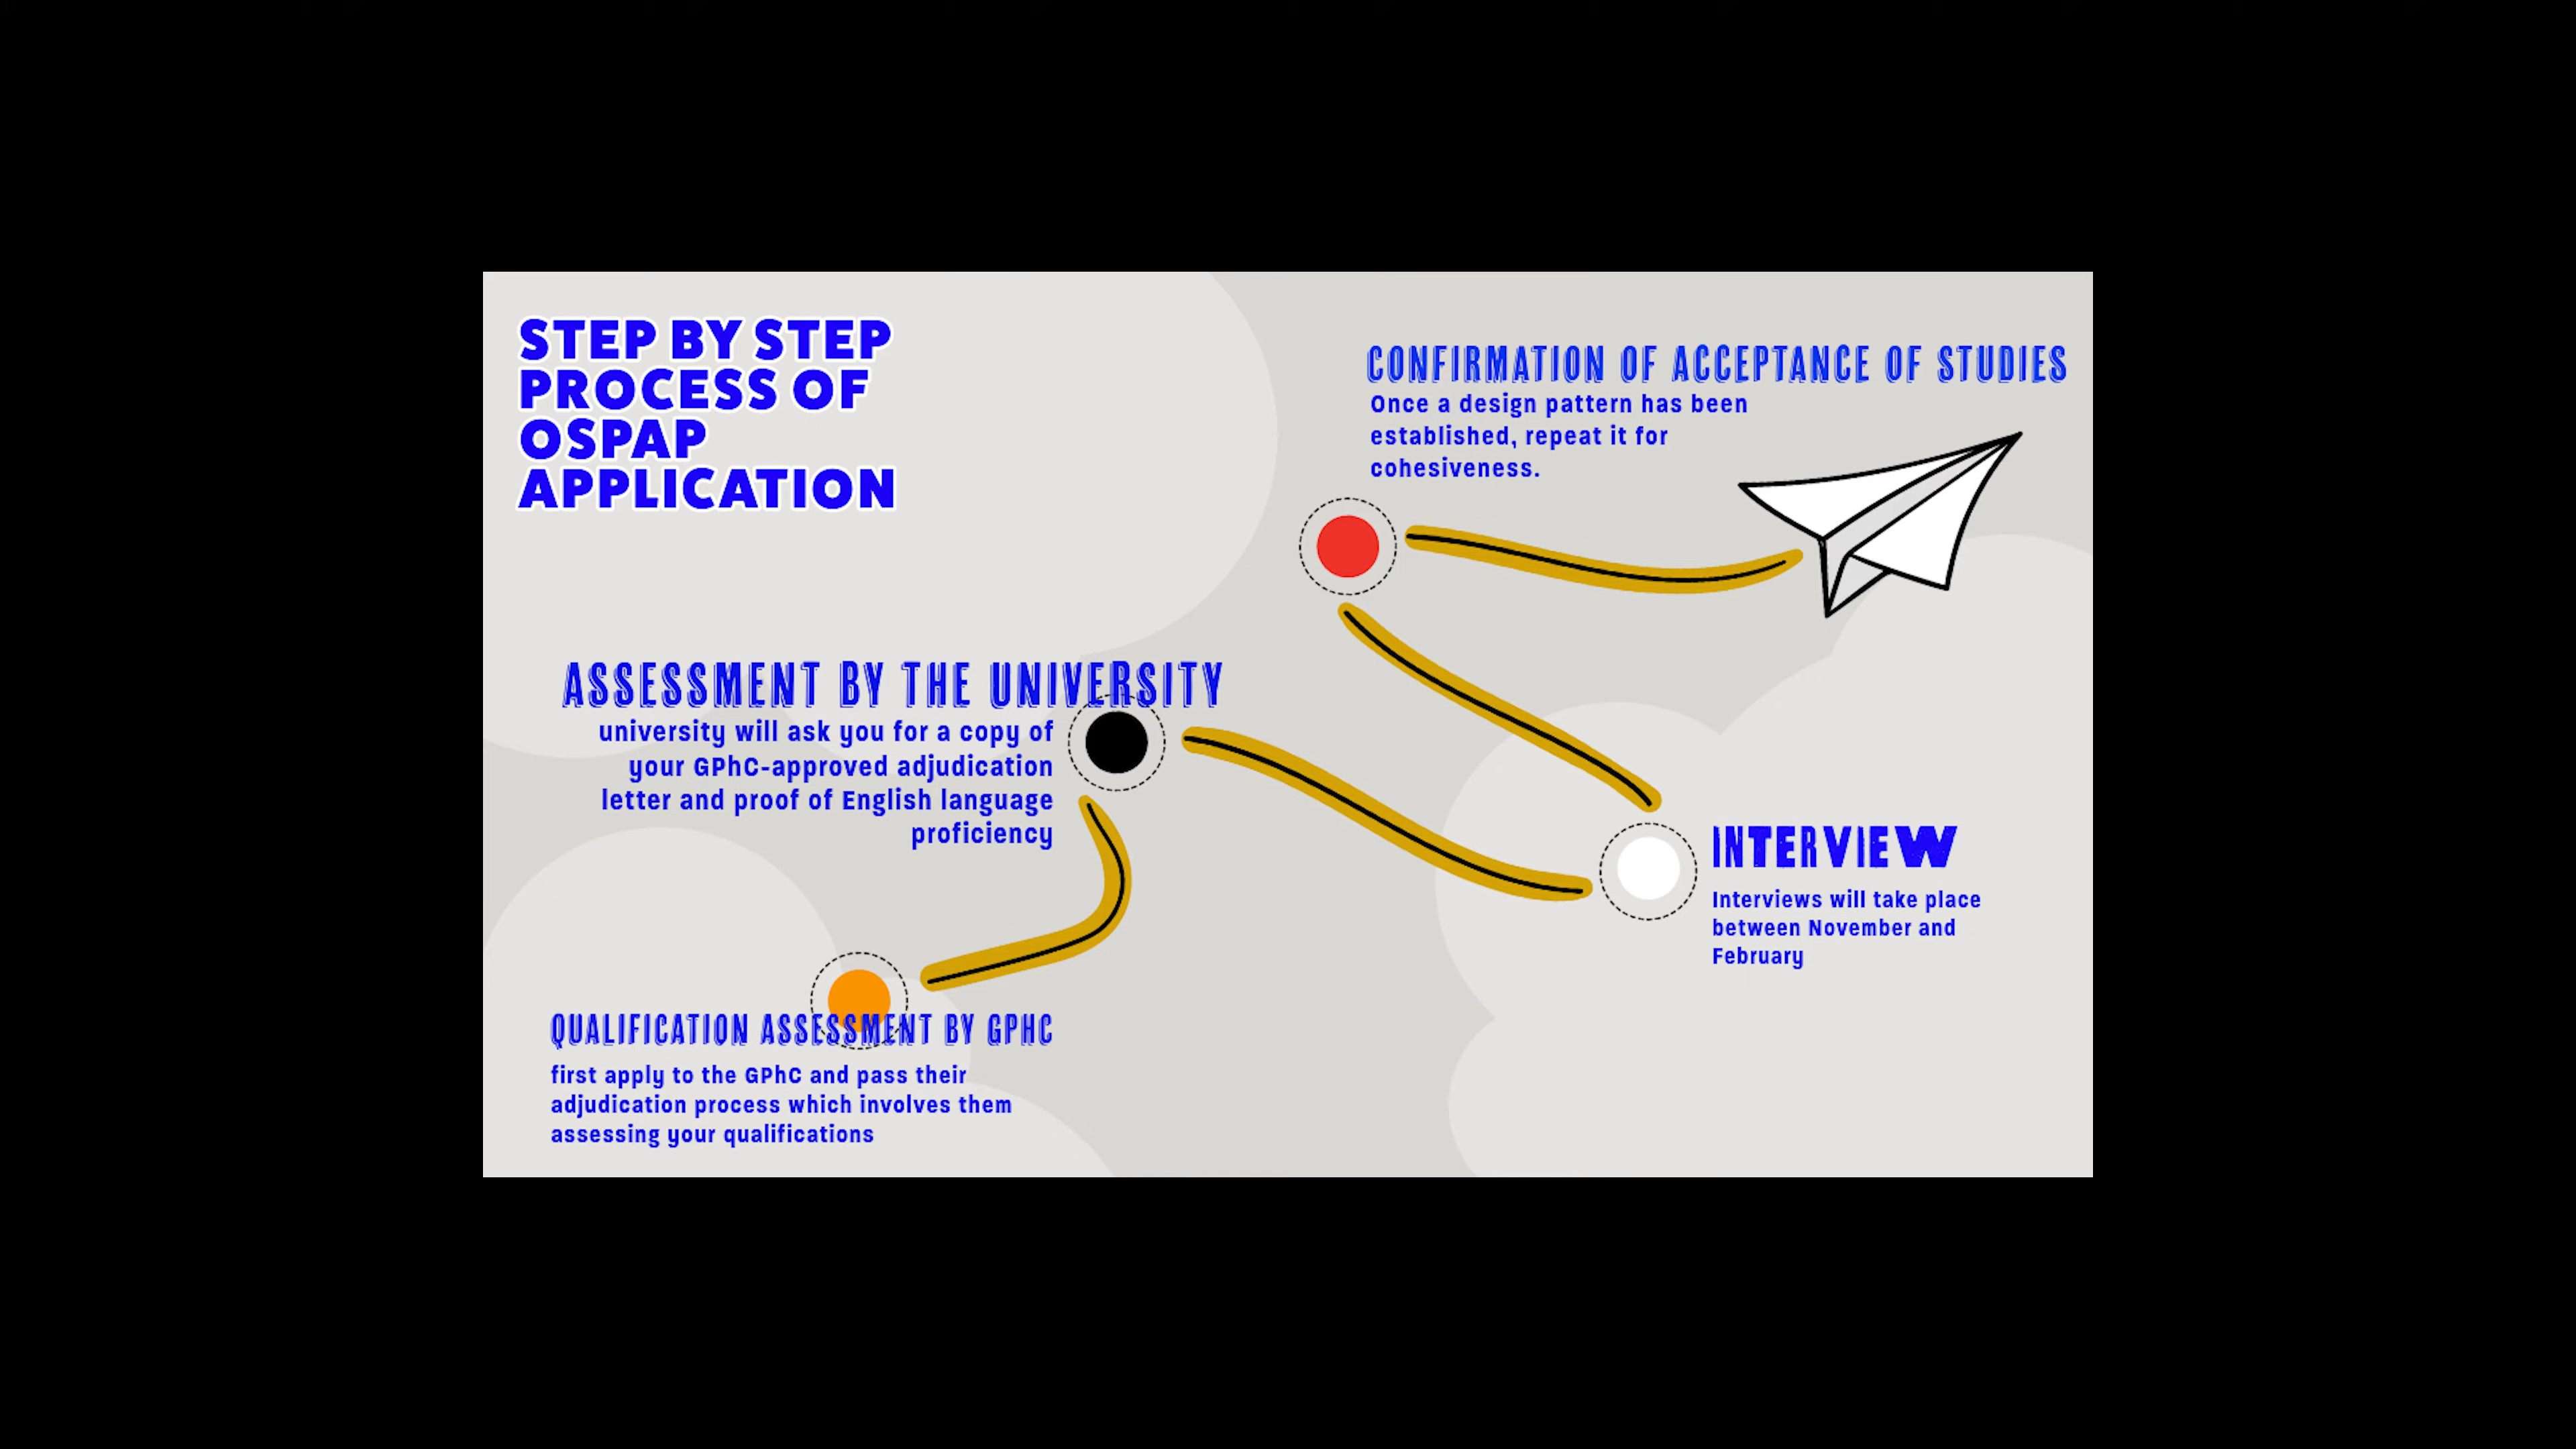 STEP BY STEP
PROCESS OF
OSPAP
APPLICATION
CONFIRMATION OF ACCEPTANCE OF STUDIES
Once a design pattern has been
established, repeat it for
cohesiveness.
ASSESSMENT BY THE UNIVERSITY
university will ask you for a copy of
your GPhC-approved adjudication
letter and proof of English language
proficiency
INTERVIEW
Interviews will take place
between November and
February
QUALIFICATION ASSESSMENT BY GPHC
first apply to the GPhC and pass their
adjudication process which involves them
assessing your qualifications